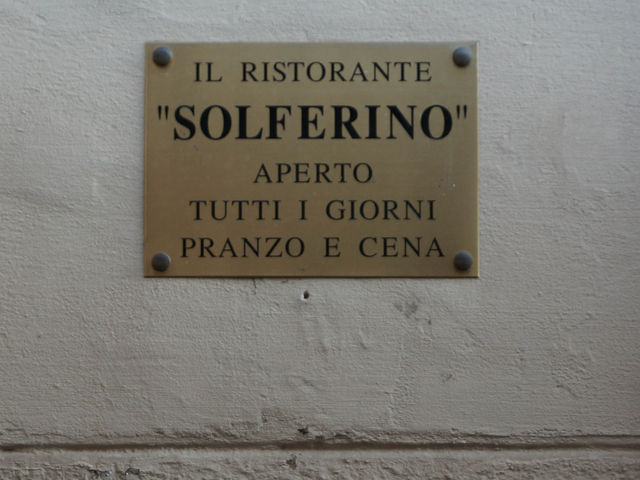 IL RISTORANTE
"SOLFERINO"
APERTO
TUTTI I GIORNI
PRANZO E CENA